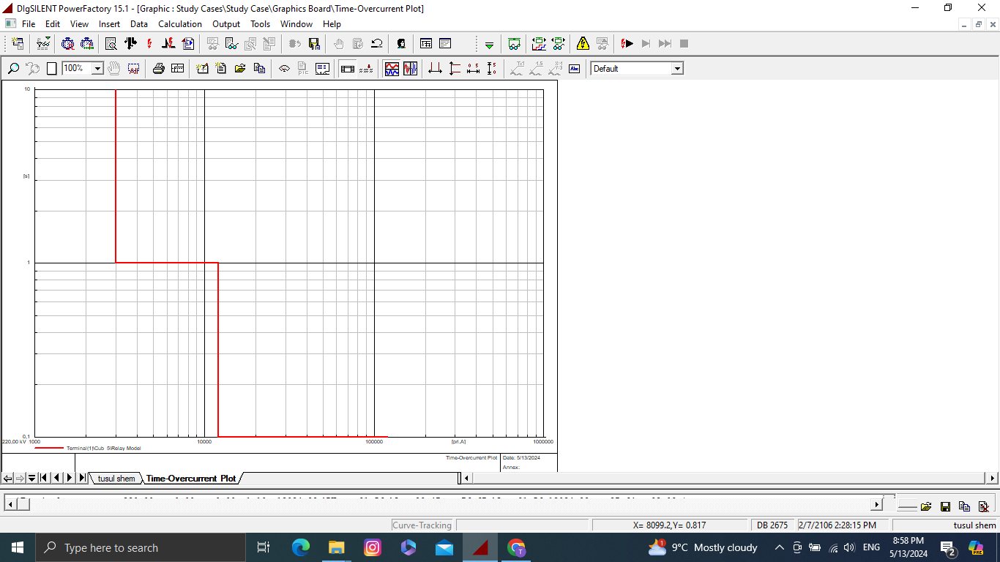 DIgSILENT PowerFactory 15.1 - [Graphic : Study Cases\Study Case\Graphics Board\Time-Overcurrent Plot]
File Edit View Insert Data Calculation Output Tools Window Help
100%
Abc
Default
10
[s]
1
0,1
220,00 kV 1000 10000 100000 [pri.A] 1000000
Terminal(1)\Cub_5\Relay Model
Time-Overcurrent Plot Date: 5/13/2024
Annex:
tusul shem Time-Overcurrent Plot
Curve-Tracking X= 8099.2,Y= 0.817 DB 2675 2/7/2106 2:28:15 PM tusul shem
Type here to search
T
1
9°C Mostly cloudy
ENG
8:58 PM
5/13/2024
2
PRE